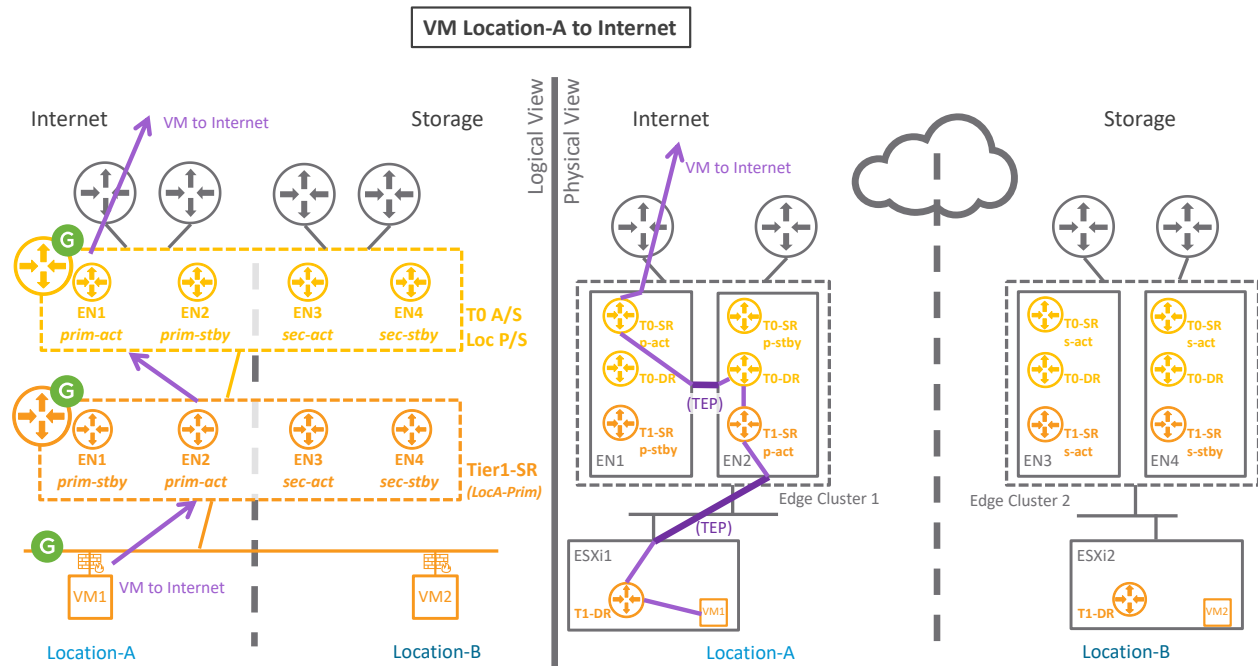 VM Location-A to Internet
Logical View
Physical View
Internet
VM to Internet
Storage
G
EN1
prim-act
EN2
prim-stby
EN3
sec-act
EN4
sec-stby
T0 A/S
Loc P/S
G
EN1
prim-stby
EN2
prim-act
EN3
sec-act
EN4
sec-stby
Tier1-SR
(LocA-Prim)
G
VM1
VM to Internet
VM2
Location-A
Location-B
Internet
VM to Internet
Storage
T0-SR
p-act
T0-DR
T1-SR
p-stby
EN1
(TEP)
T0-SR
p-stby
T0-DR
T1-SR
p-act
EN2
Edge Cluster 1
(TEP)
ESXi1
T1-DR
VM1
Location-A
T0-SR
s-act
T0-DR
T1-SR
s-act
EN3
T0-SR
s-act
T0-DR
T1-SR
s-stby
EN4
Edge Cluster 2
ESXi2
T1-DR
VM2
Location-B